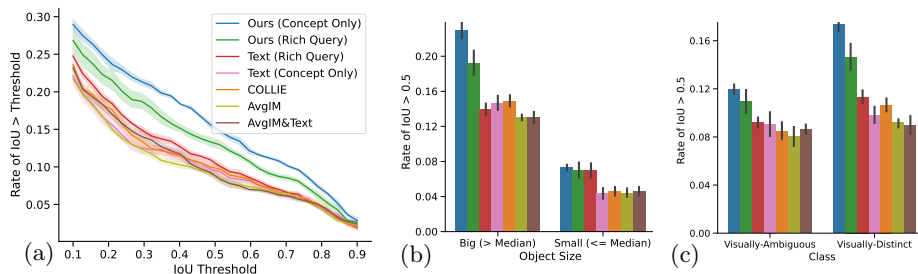 Rate of IoU > Threshold
0.30
0.25
0.20
0.15
0.10
0.05
0.1 0.2 0.3 0.4 0.5 0.6 0.7 0.8 0.9
IoU Threshold
(a)
Ours (Concept Only)
Ours (Rich Query)
Text (Rich Query)
Text (Concept Only)
COLLIE
AvgIM
AvgIM&Text
Rate of IoU > 0.5
0.20
0.16
0.12
0.08
0.04
0.00
Big (> Median) Small (<= Median)
Object Size
(b)
Rate of IoU > 0.5
0.16
0.12
0.08
0.04
0.00
Visually-Ambiguous Visually-Distinct
Class
(c)